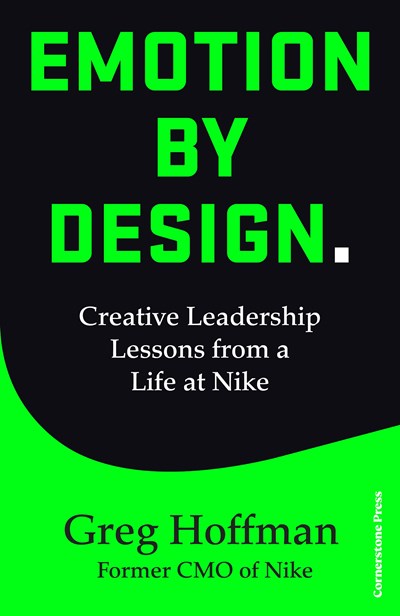 EMOTION
BY
DESIGN.
Creative Leadership
Lessons from a
Life at Nike
Greg Hoffman
Former CMO of Nike
Cornerstone Press